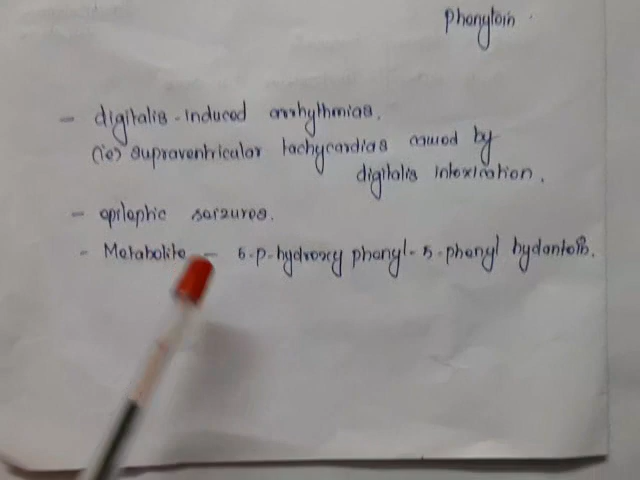 Phenytoin.
- digitalis-induced arrhythmias.
(ie) supraventricular tachycardias caused by
digitalis intoxication.
- epileptic seizures.
- Metabolite - 5-p-hydroxy phenyl-5-phenyl hydantoin.